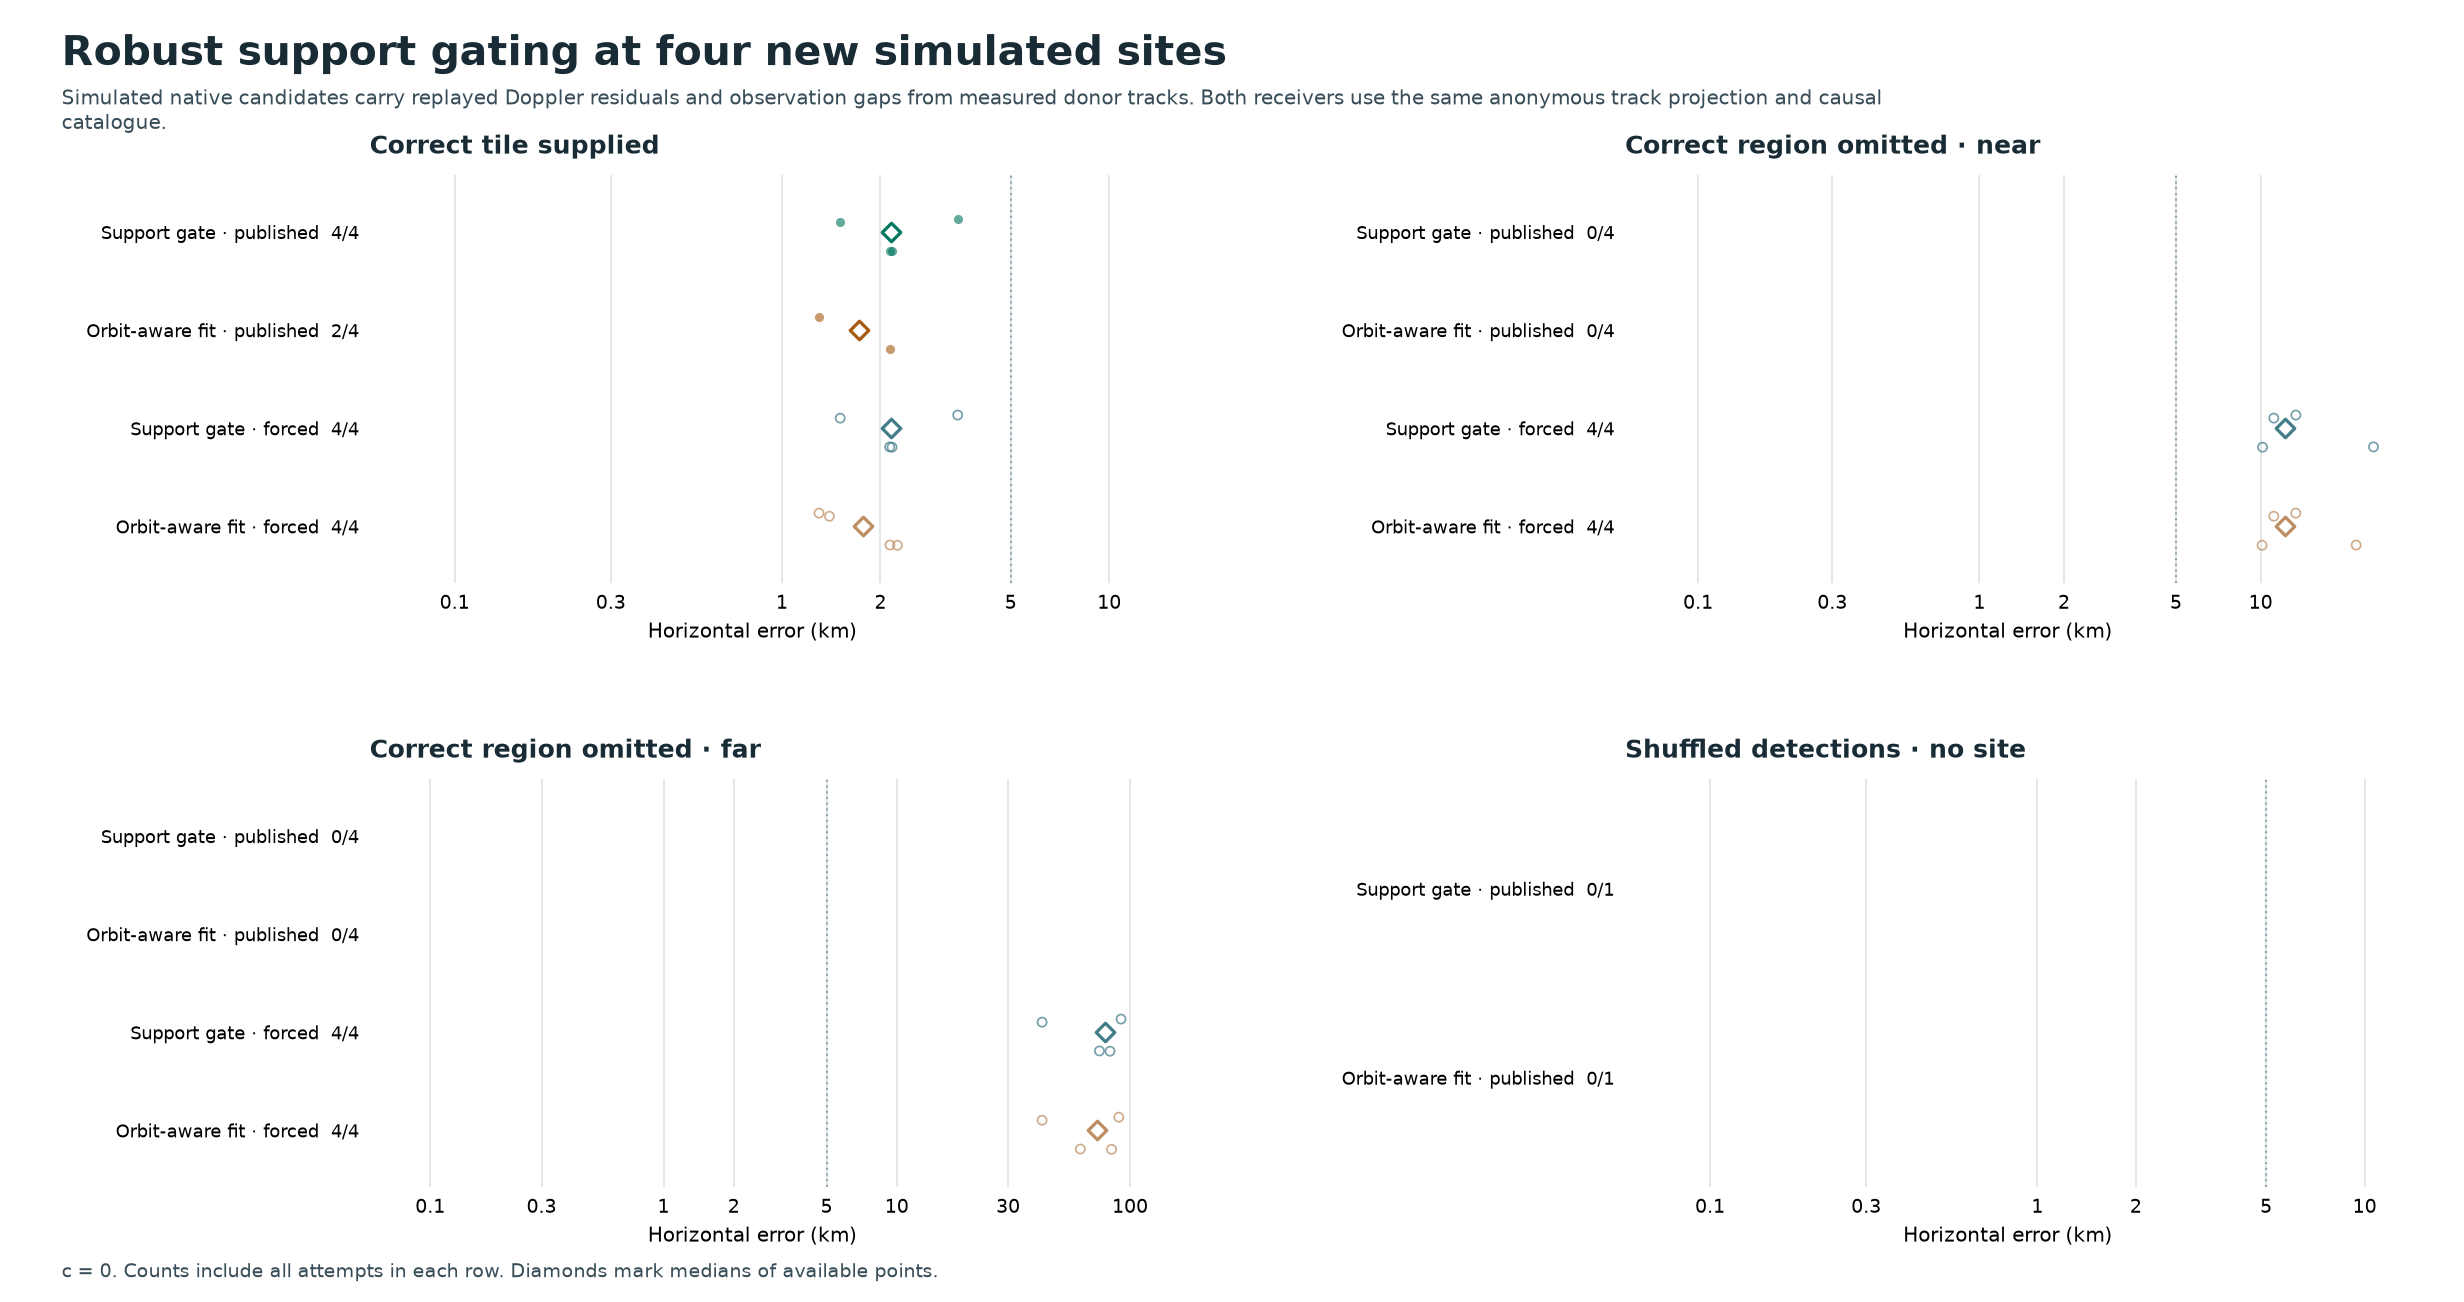 Robust support gating at four new simulated sites
Simulated native candidates carry replayed Doppler residuals and observation gaps from measured donor tracks. Both receivers use the same anonymous track projection and causal
catalogue.
Correct tile supplied
Support gate · published 4/4
Orbit-aware fit · published 2/4
Support gate · forced 4/4
Orbit-aware fit · forced 4/4
0.1 0.3 1 2 5 10
Horizontal error (km)
Correct region omitted · near
Support gate · published 0/4
Orbit-aware fit · published 0/4
Support gate · forced 4/4
Orbit-aware fit · forced 4/4
0.1 0.3 1 2 5 10
Horizontal error (km)
Correct region omitted · far
Support gate · published 0/4
Orbit-aware fit · published 0/4
Support gate · forced 4/4
Orbit-aware fit · forced 4/4
0.1 0.3 1 2 5 10 30 100
Horizontal error (km)
Shuffled detections · no site
Support gate · published 0/1
Orbit-aware fit · published 0/1
0.1 0.3 1 2 5 10
Horizontal error (km)
c = 0. Counts include all attempts in each row. Diamonds mark medians of available points.